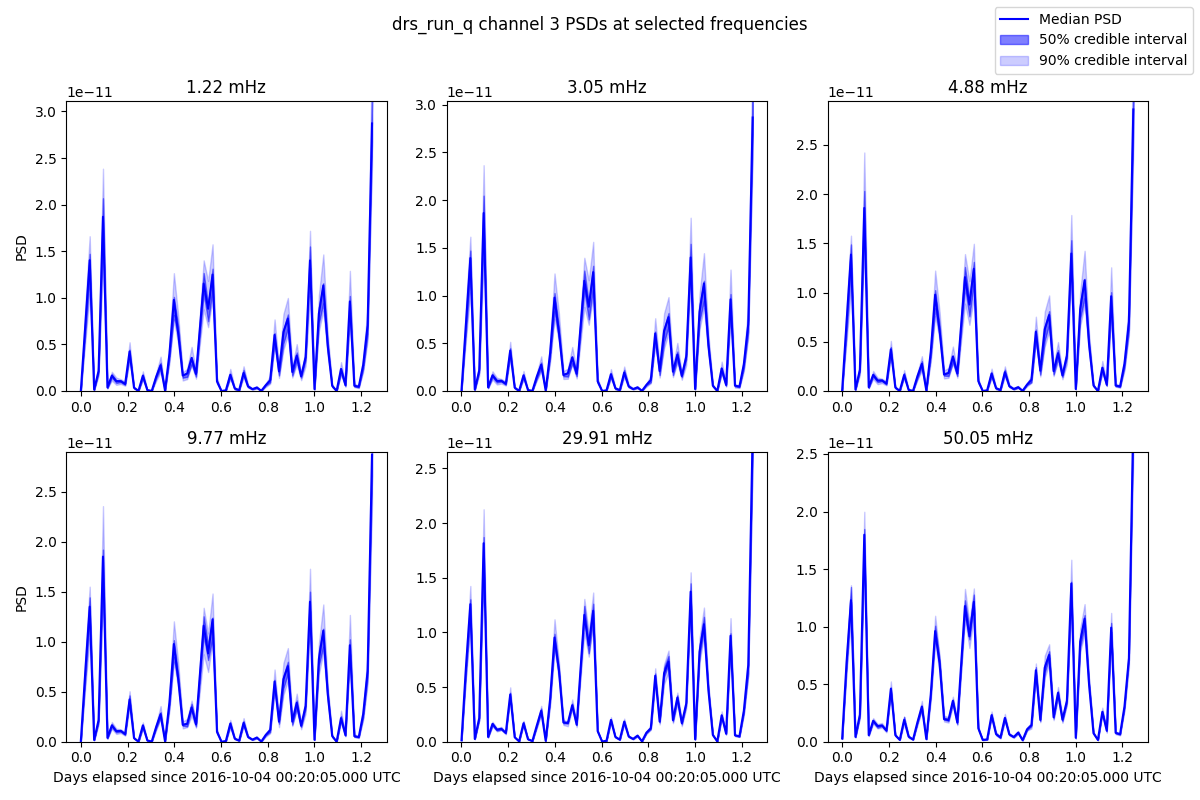 drs_run_q channel 3 PSDs at selected frequencies
Median PSD
50% credible interval
90% credible interval
1.22 mHz
3.05 mHz
4.88 mHz
1e−11
1e−11
1e−11
PSD
3.0
2.5
2.0
1.5
1.0
0.5
0.0
0.0 0.2 0.4 0.6 0.8 1.0 1.2
3.0
2.5
2.0
1.5
1.0
0.5
0.0
0.0 0.2 0.4 0.6 0.8 1.0 1.2
2.5
2.0
1.5
1.0
0.5
0.0
0.0 0.2 0.4 0.6 0.8 1.0 1.2
9.77 mHz
29.91 mHz
50.05 mHz
1e−11
1e−11
1e−11
PSD
2.5
2.0
1.5
1.0
0.5
0.0
0.0 0.2 0.4 0.6 0.8 1.0 1.2
Days elapsed since 2016-10-04 00:20:05.000 UTC
2.5
2.0
1.5
1.0
0.5
0.0
0.0 0.2 0.4 0.6 0.8 1.0 1.2
Days elapsed since 2016-10-04 00:20:05.000 UTC
2.5
2.0
1.5
1.0
0.5
0.0
0.0 0.2 0.4 0.6 0.8 1.0 1.2
Days elapsed since 2016-10-04 00:20:05.000 UTC